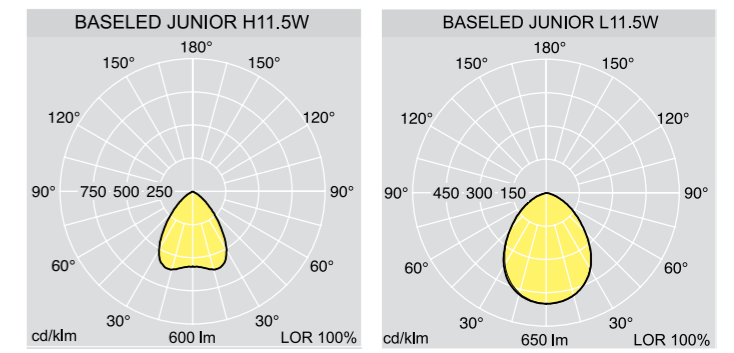 BASELED JUNIOR H11.5W
180°
150° 150°
120° 120°
90° 750 500 250 90°
60° 60°
30° 30°
cd/klm 600 lm LOR 100%
BASELED JUNIOR L11.5W
180°
150° 150°
120° 120°
90° 450 300 150 90°
60° 60°
30° 30°
cd/klm 650 lm LOR 100%